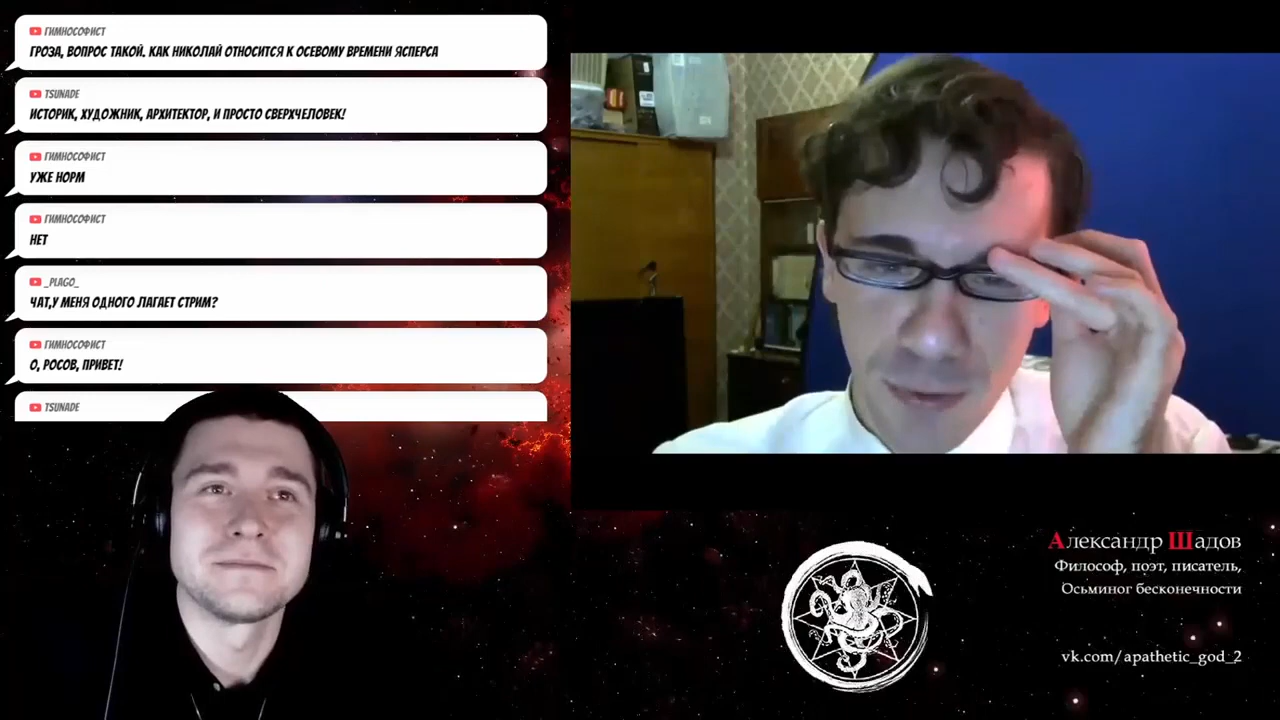 ГИМНОСОФИСТ
ГРОЗА, ВОПРОС ТАКОЙ. КАК НИКОЛАЙ ОТНОСИТСЯ К ОСЕВОМУ ВРЕМЕНИ ЯСПЕРСА
TSUNADE
ИСТОРИК, ХУДОЖНИК, АРХИТЕКТОР, И ПРОСТО СВЕРХЧЕЛОВЕК!
ГИМНОСОФИСТ
УЖЕ НОРМ
ГИМНОСОФИСТ
НЕТ
_PLAGO_
ЧАТ,У МЕНЯ ОДНОГО ЛАГАЕТ СТРИМ?
ГИМНОСОФИСТ
О, РОСОВ, ПРИВЕТ!
TSUNADE
Александр Шадов
Философ, поэт, писатель,
Осьминог бесконечности
vk.com/apathetic_god_2